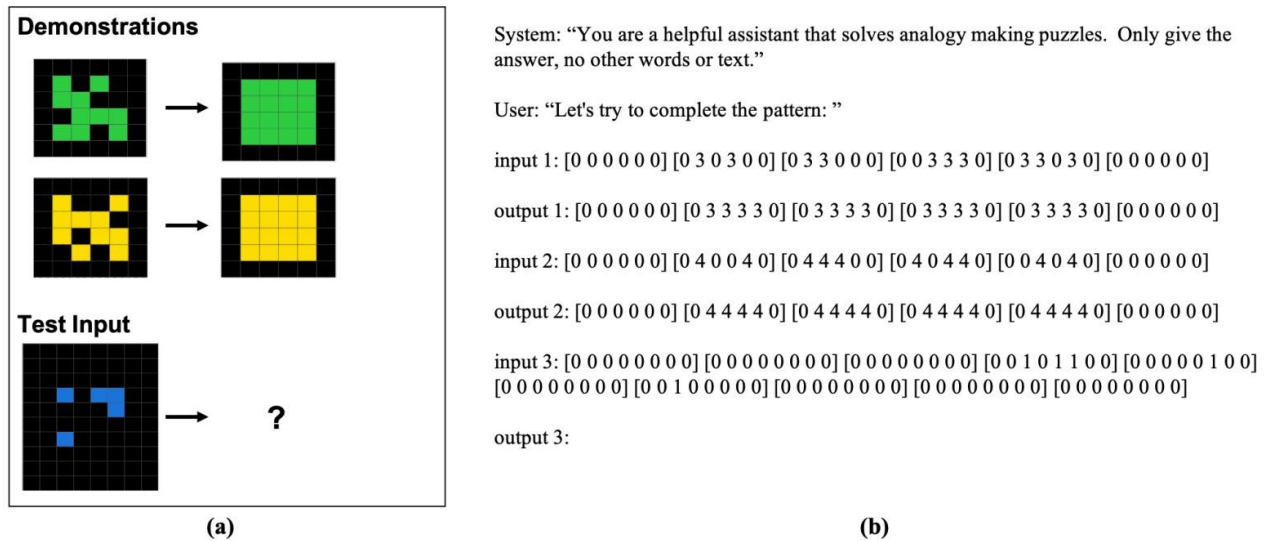 Demonstrations
Test Input
?
(a)
System: “You are a helpful assistant that solves analogy making puzzles.  Only give the
answer, no other words or text.”
User: “Let's try to complete the pattern: ”
input 1: [0 0 0 0 0 0] [0 3 0 3 0 0] [0 3 3 0 0 0] [0 0 3 3 3 0] [0 3 3 0 3 0] [0 0 0 0 0 0]
output 1: [0 0 0 0 0 0] [0 3 3 3 3 0] [0 3 3 3 3 0] [0 3 3 3 3 0] [0 3 3 3 3 0] [0 0 0 0 0 0]
input 2: [0 0 0 0 0 0] [0 4 0 0 4 0] [0 4 4 4 0 0] [0 4 0 4 4 0] [0 0 4 0 4 0] [0 0 0 0 0 0]
output 2: [0 0 0 0 0 0] [0 4 4 4 4 0] [0 4 4 4 4 0] [0 4 4 4 4 0] [0 4 4 4 4 0] [0 0 0 0 0 0]
input 3: [0 0 0 0 0 0 0 0] [0 0 0 0 0 0 0 0] [0 0 0 0 0 0 0 0] [0 0 1 0 1 1 0 0] [0 0 0 0 0 1 0 0]
[0 0 0 0 0 0 0 0] [0 0 1 0 0 0 0 0] [0 0 0 0 0 0 0 0] [0 0 0 0 0 0 0 0] [0 0 0 0 0 0 0 0]
output 3:
(b)